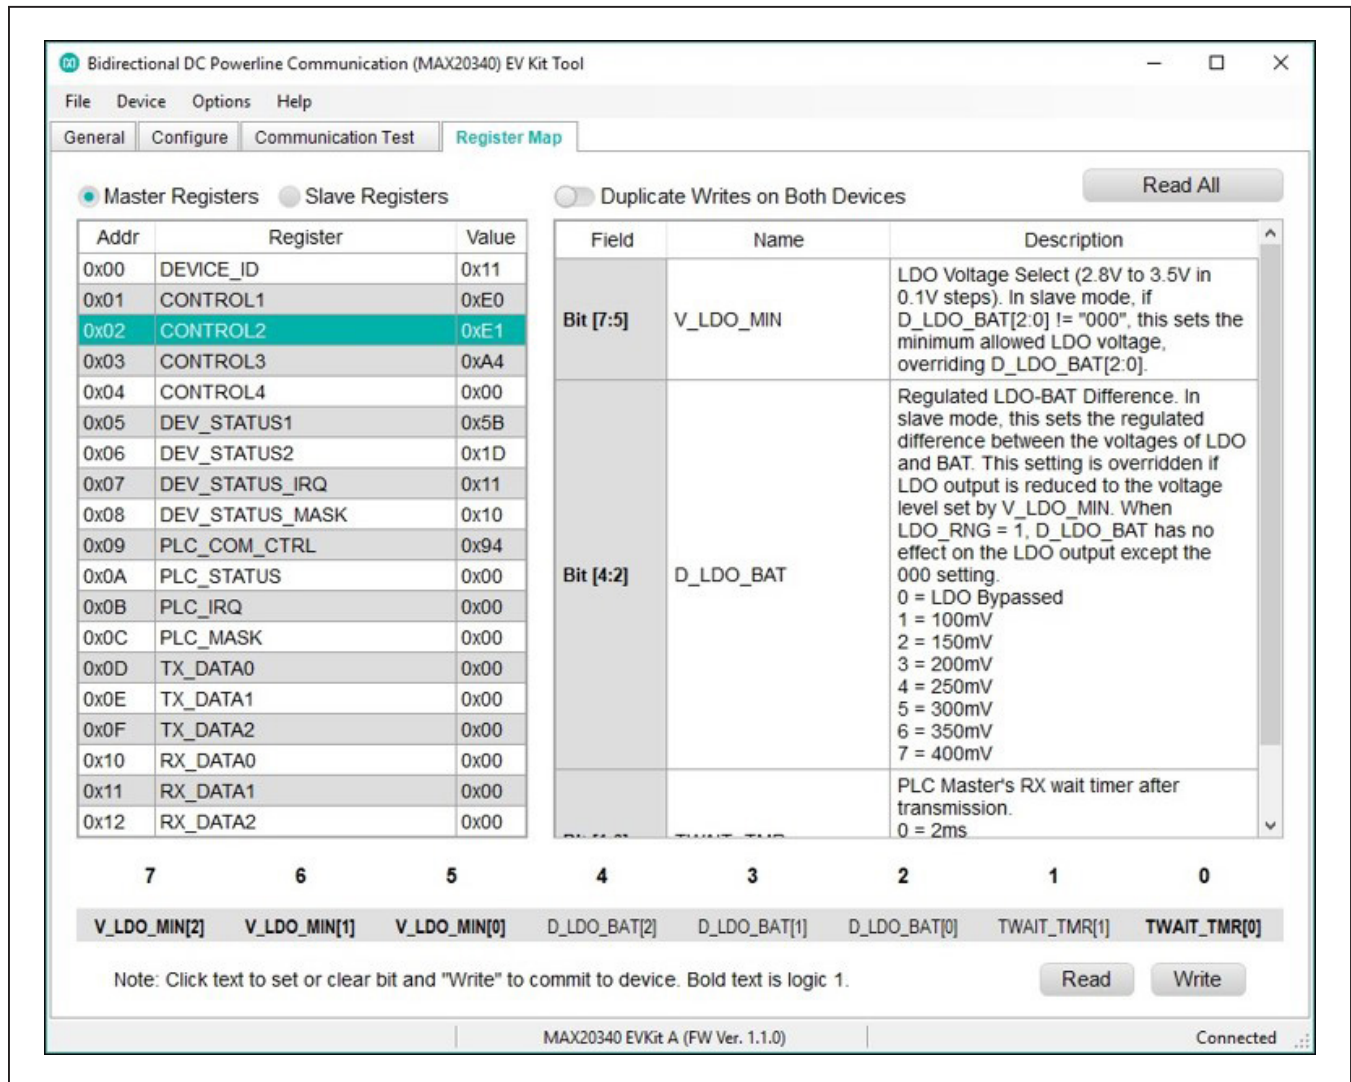 Bidirectional DC Powerline Communication (MAX20340) EV Kit Tool
File Device Options Help
General Configure Communication Test Register Map
Master Registers Slave Registers
Duplicate Writes on Both Devices
Read All
Addr Register Value
0x00 DEVICE_ID 0x11
0x01 CONTROL1 0xE0
0x02 CONTROL2 0xE1
0x03 CONTROL3 0xA4
0x04 CONTROL4 0x00
0x05 DEV_STATUS1 0x5B
0x06 DEV_STATUS2 0x1D
0x07 DEV_STATUS_IRQ 0x11
0x08 DEV_STATUS_MASK 0x10
0x09 PLC_COM_CTRL 0x94
0x0A PLC_STATUS 0x00
0x0B PLC_IRQ 0x00
0x0C PLC_MASK 0x00
0x0D TX_DATA0 0x00
0x0E TX_DATA1 0x00
0x0F TX_DATA2 0x00
0x10 RX_DATA0 0x00
0x11 RX_DATA1 0x00
0x12 RX_DATA2 0x00
Field Name Description
Bit [7:5] V_LDO_MIN
LDO Voltage Select (2.8V to 3.5V in
0.1V steps). In slave mode, if
D_LDO_BAT[2:0] != "000", this sets the
minimum allowed LDO voltage,
overriding D_LDO_BAT[2:0].
Bit [4:2] D_LDO_BAT
Regulated LDO-BAT Difference. In
slave mode, this sets the regulated
difference between the voltages of LDO
and BAT. This setting is overridden if
LDO output is reduced to the voltage
level set by V_LDO_MIN. When
LDO_RNG = 1, D_LDO_BAT has no
effect on the LDO output except the
000 setting.
0 = LDO Bypassed
1 = 100mV
2 = 150mV
3 = 200mV
4 = 250mV
5 = 300mV
6 = 350mV
7 = 400mV
PLC Master's RX wait timer after
transmission.
0 = 2ms
7 6 5 4 3 2 1 0
V_LDO_MIN[2] V_LDO_MIN[1] V_LDO_MIN[0] D_LDO_BAT[2] D_LDO_BAT[1] D_LDO_BAT[0] TWAIT_TMR[1] TWAIT_TMR[0]
Note: Click text to set or clear bit and "Write" to commit to device. Bold text is logic 1.
Read Write
MAX20340 EVKit A (FW Ver. 1.1.0) Connected